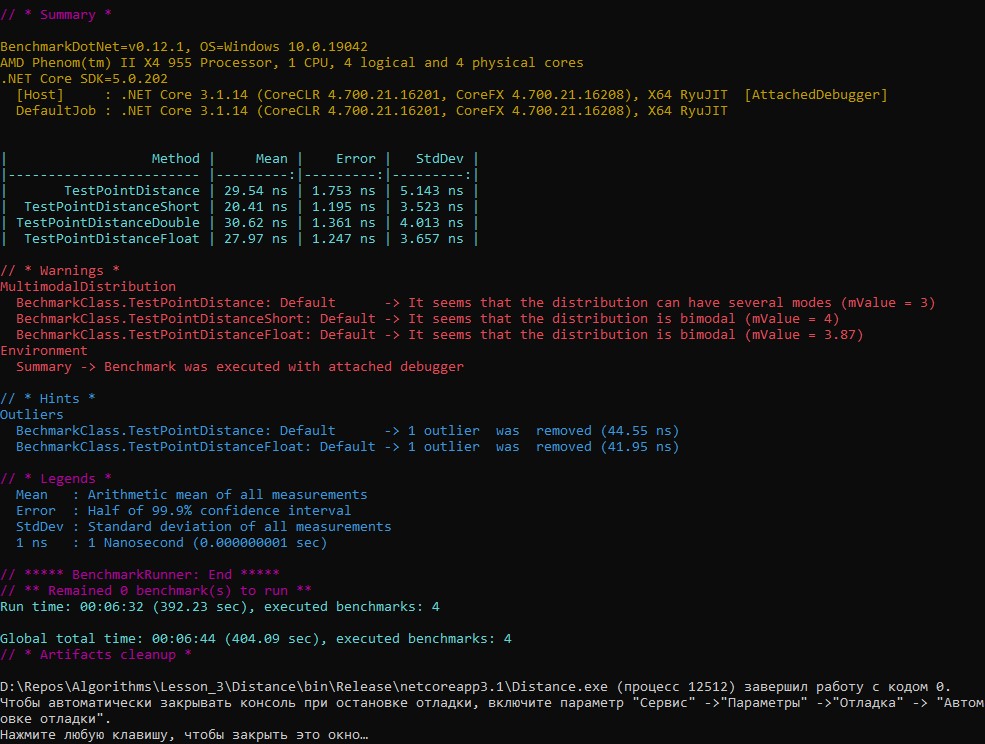 // * Summary *

BenchmarkDotNet=v0.12.1, OS=Windows 10.0.19042
AMD Phenom(tm) II X4 955 Processor, 1 CPU, 4 logical and 4 physical cores
.NET Core SDK=5.0.202
  [Host]     : .NET Core 3.1.14 (CoreCLR 4.700.21.16201, CoreFX 4.700.21.16208), X64 RyuJIT  [AttachedDebugger]
  DefaultJob : .NET Core 3.1.14 (CoreCLR 4.700.21.16201, CoreFX 4.700.21.16208), X64 RyuJIT


|                  Method |     Mean |    Error |   StdDev |
|------------------------ |---------:|---------:|---------:|
|       TestPointDistance | 29.54 ns | 1.753 ns | 5.143 ns |
|  TestPointDistanceShort | 20.41 ns | 1.195 ns | 3.523 ns |
| TestPointDistanceDouble | 30.62 ns | 1.361 ns | 4.013 ns |
|  TestPointDistanceFloat | 27.97 ns | 1.247 ns | 3.657 ns |

// * Warnings *
MultimodalDistribution
  BechmarkClass.TestPointDistance: Default      -> It seems that the distribution can have several modes (mValue = 3)
  BechmarkClass.TestPointDistanceShort: Default -> It seems that the distribution is bimodal (mValue = 4)
  BechmarkClass.TestPointDistanceFloat: Default -> It seems that the distribution is bimodal (mValue = 3.87)
Environment
  Summary -> Benchmark was executed with attached debugger

// * Hints *
Outliers
  BechmarkClass.TestPointDistance: Default      -> 1 outlier  was  removed (44.55 ns)
  BechmarkClass.TestPointDistanceFloat: Default -> 1 outlier  was  removed (41.95 ns)

// * Legends *
  Mean   : Arithmetic mean of all measurements
  Error  : Half of 99.9% confidence interval
  StdDev : Standard deviation of all measurements
  1 ns   : 1 Nanosecond (0.000000001 sec)

// ***** BenchmarkRunner: End *****
// ** Remained 0 benchmark(s) to run **
Run time: 00:06:32 (392.23 sec), executed benchmarks: 4

Global total time: 00:06:44 (404.09 sec), executed benchmarks: 4
// * Artifacts cleanup *

D:\Repos\Algorithms\Lesson_3\Distance\bin\Release\netcoreapp3.1\Distance.exe (процесс 12512) завершил работу с кодом 0.
Чтобы автоматически закрывать консоль при остановке отладки, включите параметр "Сервис" ->"Параметры" ->"Отладка" -> "Автом
овке отладки".
Нажмите любую клавишу, чтобы закрыть это окно…